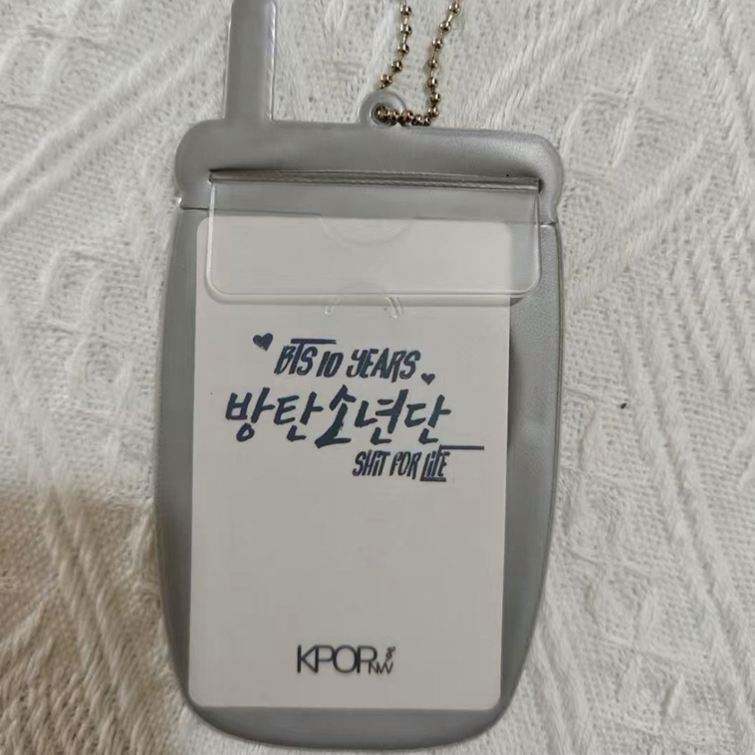 BTS 10 YEARS
방탄소년단
SHIT FOR LIFE
KPOP